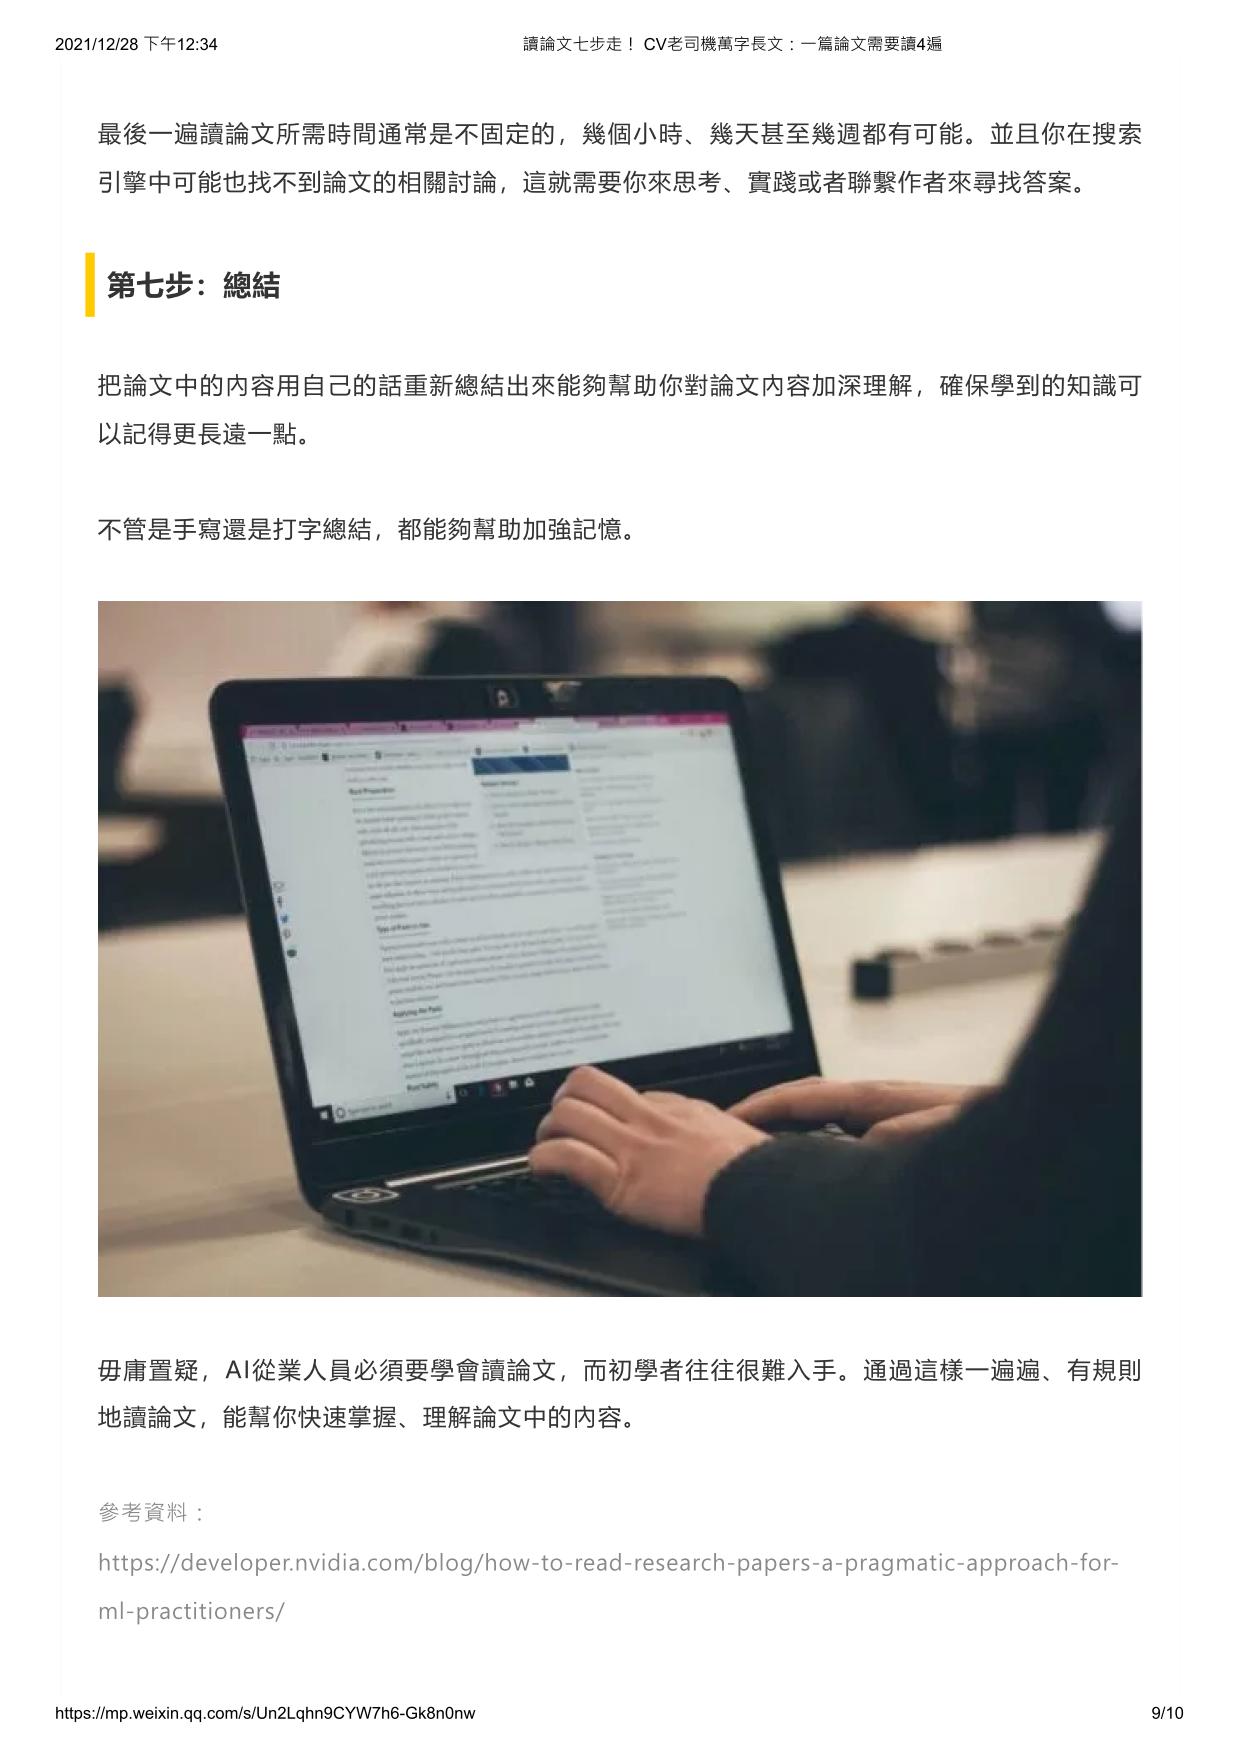 2021/12/28 下午12:34
讀論文七步走！ CV老司機萬字長文：一篇論文需要讀4遍
最後一遍讀論文所需時間通常是不固定的，幾個小時、幾天甚至幾週都有可能。並且你在搜索
引擎中可能也找不到論文的相關討論，這就需要你來思考、實踐或者聯繫作者來尋找答案。
第七步：總結
把論文中的內容用自己的話重新總結出來能夠幫助你對論文內容加深理解，確保學到的知識可
以記得更長遠一點。
不管是手寫還是打字總結，都能夠幫助加強記憶。
毋庸置疑，AI從業人員必須要學會讀論文，而初學者往往很難入手。通過這樣一遍遍、有規則
地讀論文，能幫你快速掌握、理解論文中的內容。
參考資料：
https://developer.nvidia.com/blog/how-to-read-research-papers-a-pragmatic-approach-for-
ml-practitioners/
https://mp.weixin.qq.com/s/Un2Lqhn9CYW7h6-Gk8n0nw
9/10